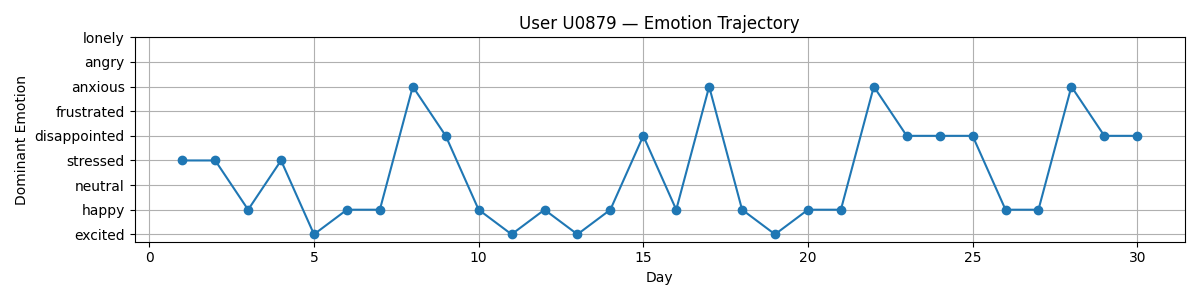 User U0879 — Emotion Trajectory
lonely
angry
anxious
frustrated
disappointed
stressed
neutral
happy
excited
Dominant Emotion
0 5 10 15 20 25 30
Day